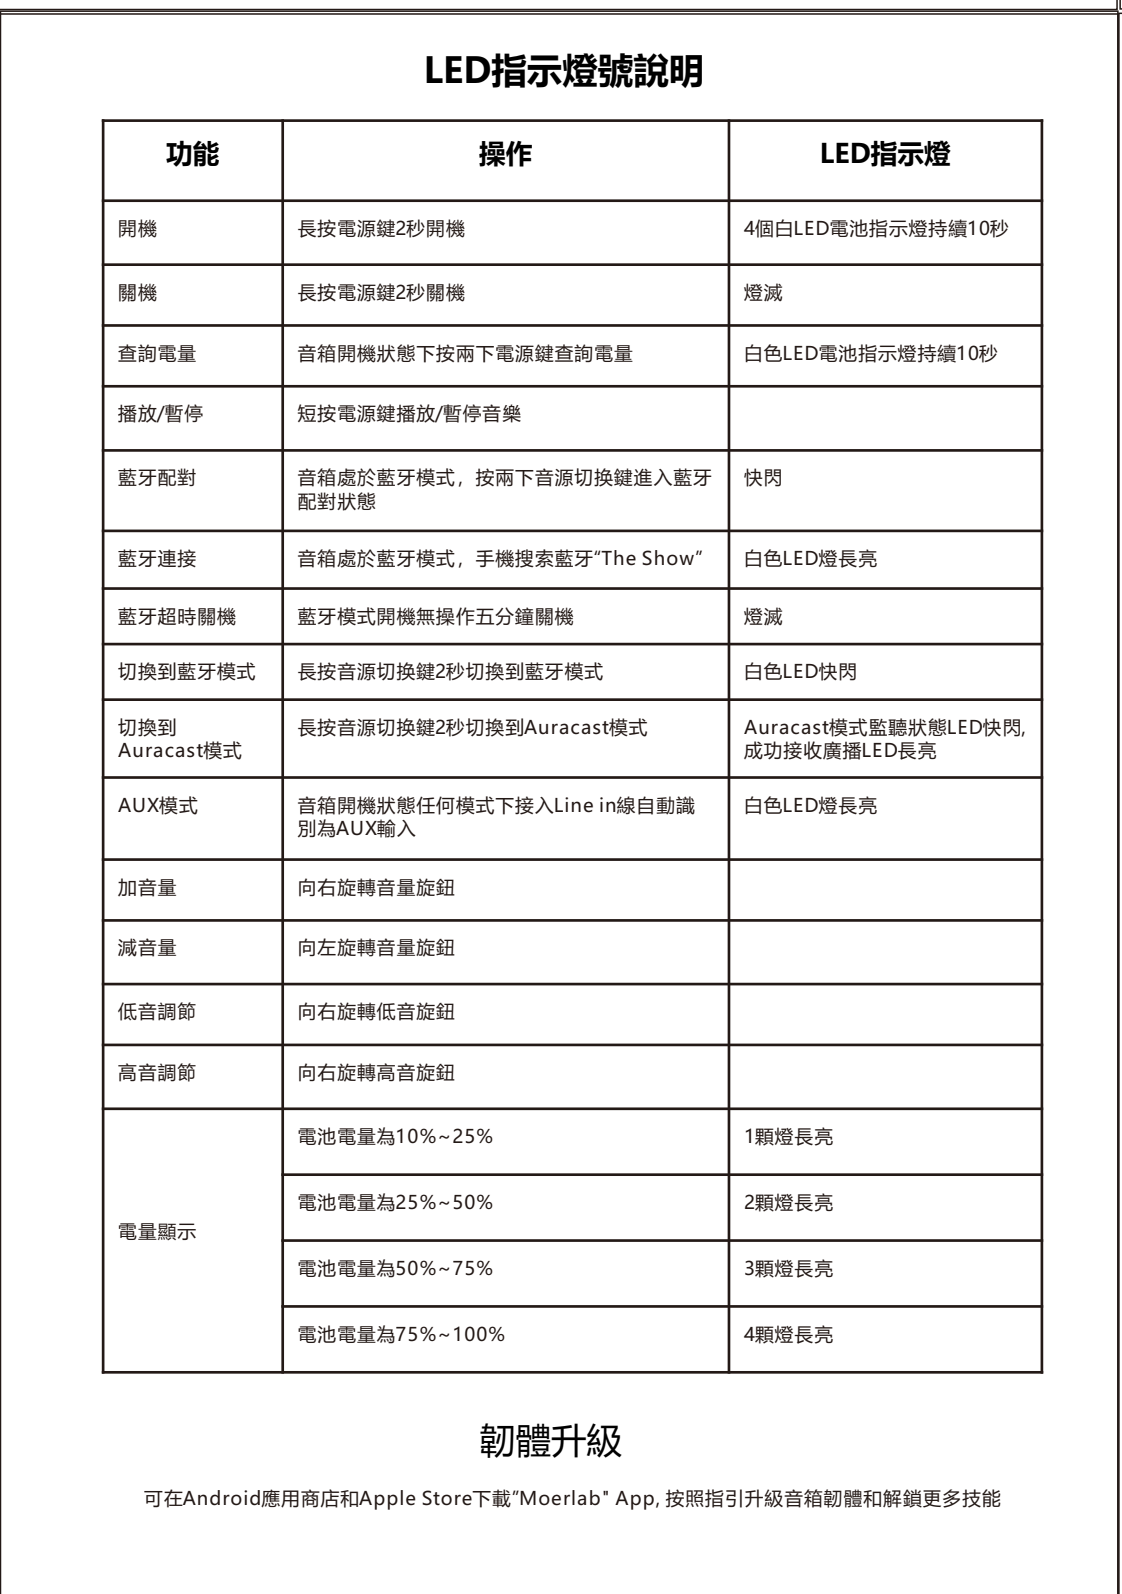 LED指示燈號說明
功能 操作 LED指示燈
開機 長按電源鍵2秒開機 4個白LED電池指示燈持續10秒
關機 長按電源鍵2秒關機 燈滅
查詢電量 音箱開機狀態下按兩下電源鍵查詢電量 白色LED電池指示燈持續10秒
播放/暫停 短按電源鍵播放/暫停音樂
藍牙配對 音箱處於藍牙模式，按兩下音源切換鍵進入藍牙 快閃
配對狀態
藍牙連接 音箱處於藍牙模式，手機搜索藍牙“The Show” 白色LED燈長亮
藍牙超時關機 藍牙模式開機無操作五分鐘關機 燈滅
切換到藍牙模式 長按音源切換鍵2秒切換到藍牙模式 白色LED快閃
切換到 長按音源切換鍵2秒切換到Auracast模式 Auracast模式監聽狀態LED快閃,
Auracast模式 成功接收廣播LED長亮
AUX模式 音箱開機狀態任何模式下接入Line in線自動識 白色LED燈長亮
別為AUX輸入
加音量 向右旋轉音量旋鈕
減音量 向左旋轉音量旋鈕
低音調節 向右旋轉低音旋鈕
高音調節 向右旋轉高音旋鈕
電池電量為10%~25% 1顆燈長亮
電池電量為25%~50% 2顆燈長亮
電量顯示
電池電量為50%~75% 3顆燈長亮
電池電量為75%~100% 4顆燈長亮
韌體升級
可在Android應用商店和Apple Store下載“Moerlab" App, 按照指引升級音箱韌體和解鎖更多技能